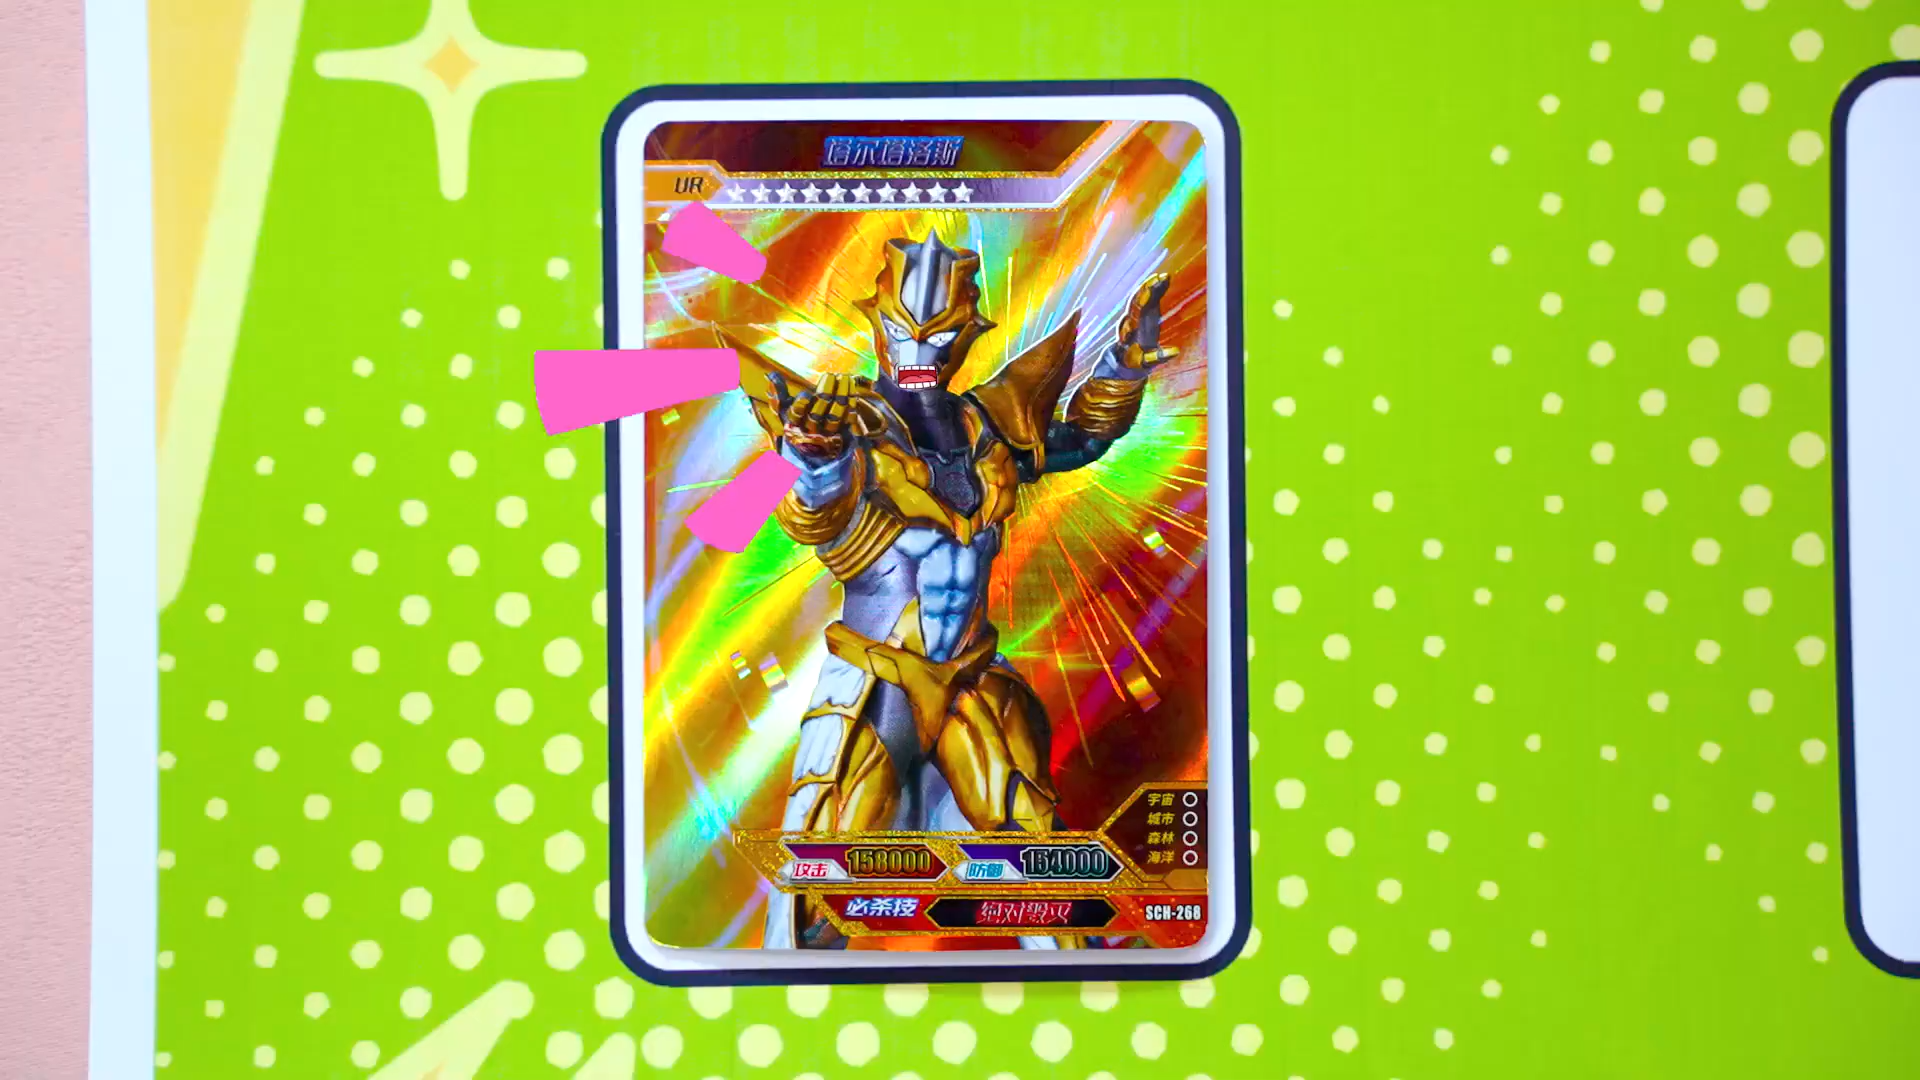 塔尔塔洛斯
UR
宇宙
城市
森林
海洋
攻击 158000 防御 154000
必杀技 绝对毁灭
SCH-268